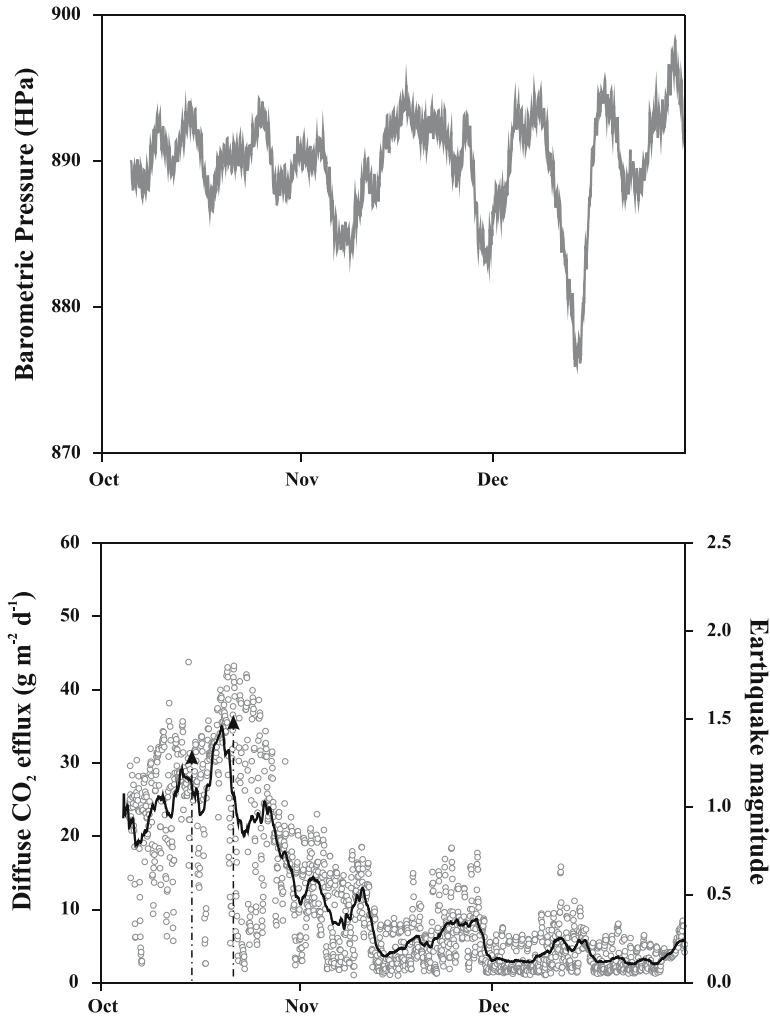 900
890
880
870
Barometric Pressure (HPa)
Oct
Nov
Dec
60
50
40
30
20
10
0
Diffuse CO₂ efflux (g m⁻² d⁻¹)
2.5
2.0
1.5
1.0
0.5
0.0
Earthquake magnitude
Oct
Nov
Dec